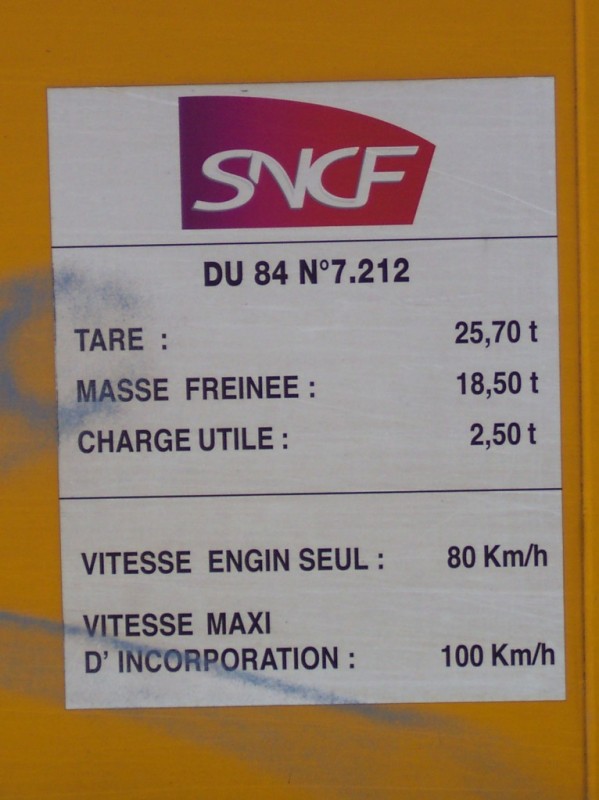 SNCF
DU 84 N°7.212
TARE : 25,70 t
MASSE FREINEE : 18,50 t
CHARGE UTILE : 2,50 t
VITESSE ENGIN SEUL : 80 Km/h
VITESSE MAXI
D' INCORPORATION : 100 Km/h